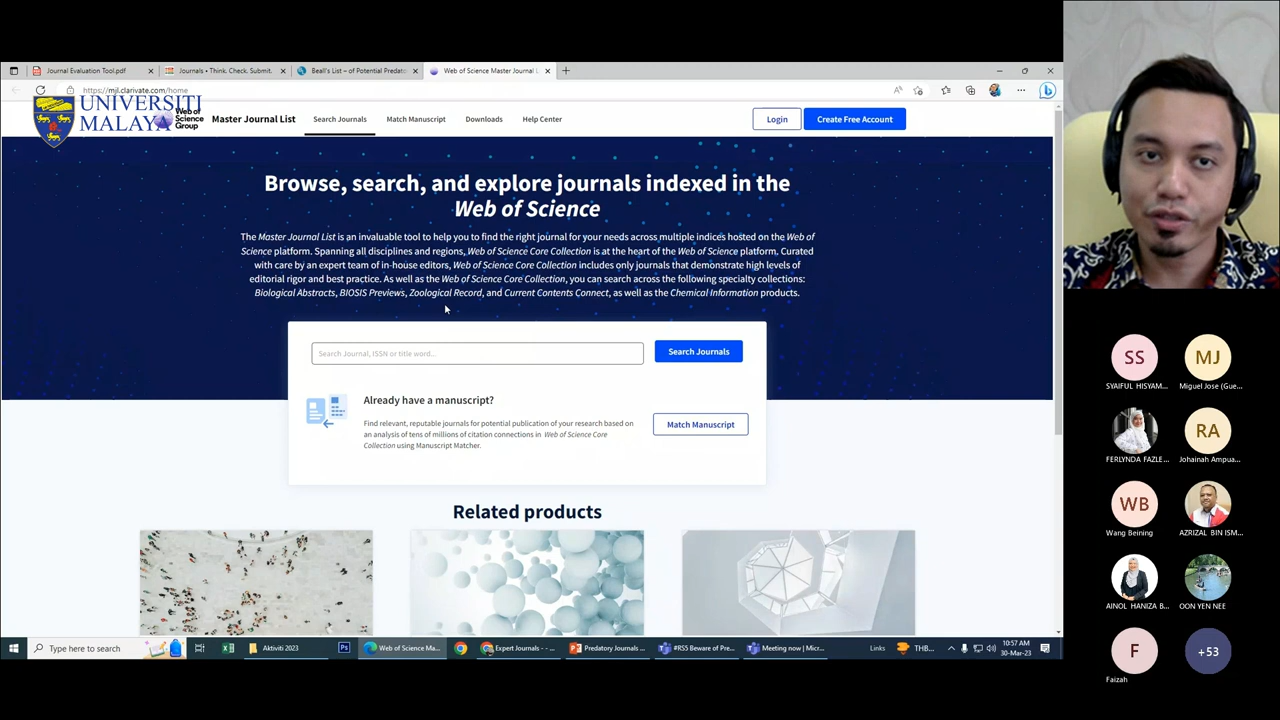 Journal Evaluation Tool.pdf
Journals • Think. Check. Submit.
Beall's List – of Potential Predato
Web of Science Master Journal L
https://mjl.clarivate.com/home
UNIVERSITI
MALAYA
Web of
Science
Group
Master Journal List
Search Journals
Match Manuscript
Downloads
Help Center
Login
Create Free Account
Browse, search, and explore journals indexed in the
Web of Science
The Master Journal List is an invaluable tool to help you to find the right journal for your needs across multiple indices hosted on the Web of
Science platform. Spanning all disciplines and regions, Web of Science Core Collection is at the heart of the Web of Science platform. Curated
with care by an expert team of in-house editors, Web of Science Core Collection includes only journals that demonstrate high levels of
editorial rigor and best practice. As well as the Web of Science Core Collection, you can search across the following specialty collections:
Biological Abstracts, BIOSIS Previews, Zoological Record, and Current Contents Connect, as well as the Chemical Information products.
Search Journal, ISSN or title word...
Search Journals
Already have a manuscript?
Find relevant, reputable journals for potential publication of your research based on
an analysis of tens of millions of citation connections in Web of Science Core
Collection using Manuscript Matcher.
Match Manuscript
Related products
SS
SYAIFUL HISYAM...
MJ
Miguel Jose (Gue...
FERLYNDA FAZLE...
RA
Johainah Ampua...
WB
Wang Beining
AZRIZAL BIN ISM...
AINOL HANIZA B...
OON YEN NEE
F
Faizah
+53
Type here to search
Aktiviti 2023
Web of Science Ma...
Expert Journals - - ...
Predatory Journals ...
#RS5 Beware of Pre...
Meeting now | Micr...
Links
THB...
10:57 AM
30-Mar-23